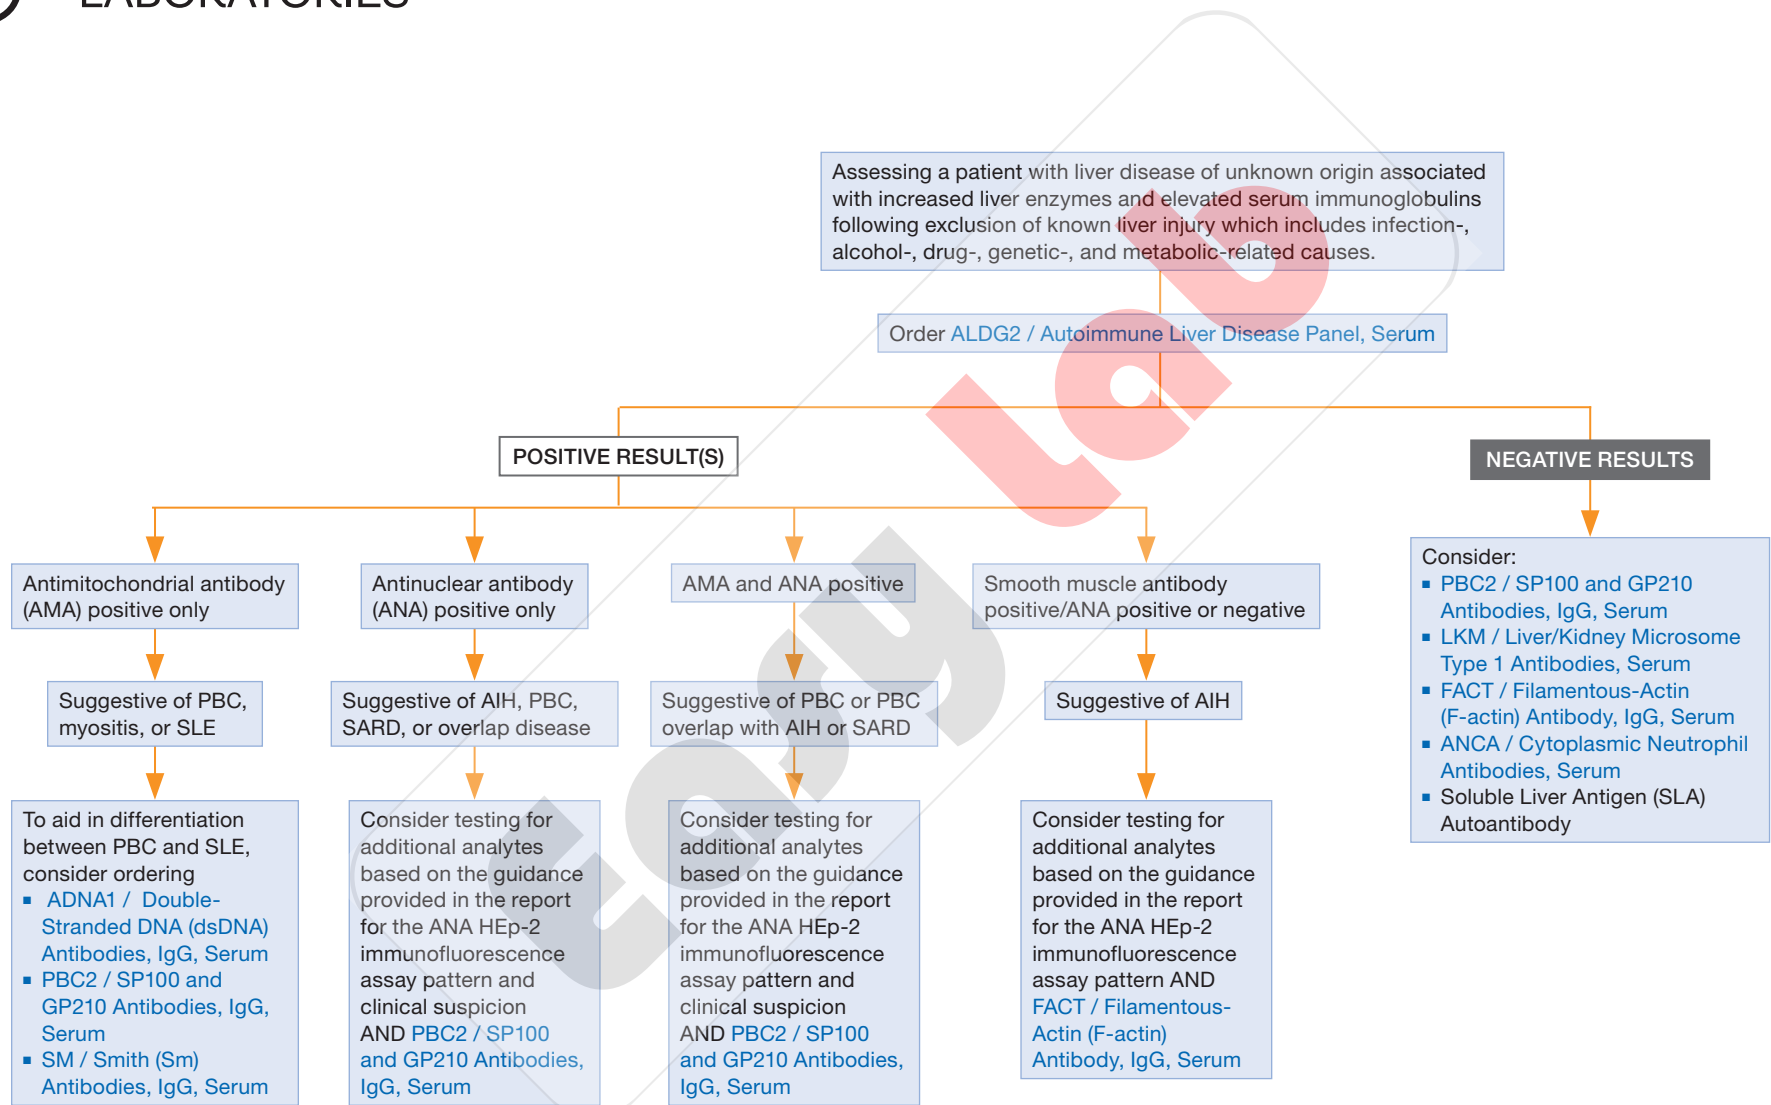 LABORATORIES
Assessing a patient with liver disease of unknown origin associated
with increased liver enzymes and elevated serum immunoglobulins
following exclusion of known liver injury which includes infection-,
alcohol-, drug-, genetic-, and metabolic-related causes.
Order ALDG2 / Autoimmune Liver Disease Panel, Serum
POSITIVE RESULT(S)
NEGATIVE RESULTS
Antimitochondrial antibody
(AMA) positive only
Suggestive of PBC,
myositis, or SLE
To aid in differentiation
between PBC and SLE,
consider ordering
▪ ADNA1 / Double-
Stranded DNA (dsDNA)
Antibodies, IgG, Serum
▪ PBC2 / SP100 and
GP210 Antibodies, IgG,
Serum
▪ SM / Smith (Sm)
Antibodies, IgG, Serum
Antinuclear antibody
(ANA) positive only
Suggestive of AIH, PBC,
SARD, or overlap disease
Consider testing for
additional analytes
based on the guidance
provided in the report
for the ANA HEp-2
immunofluorescence
assay pattern and
clinical suspicion
AND PBC2 / SP100
and GP210 Antibodies,
IgG, Serum
AMA and ANA positive
Suggestive of PBC or PBC
overlap with AIH or SARD
Consider testing for
additional analytes
based on the guidance
provided in the report
for the ANA HEp-2
immunofluorescence
assay pattern and
clinical suspicion
AND PBC2 / SP100
and GP210 Antibodies,
IgG, Serum
Smooth muscle antibody
positive/ANA positive or negative
Suggestive of AIH
Consider testing for
additional analytes
based on the guidance
provided in the report
for the ANA HEp-2
immunofluorescence
assay pattern AND
FACT / Filamentous-
Actin (F-actin)
Antibody, IgG, Serum
Consider:
▪ PBC2 / SP100 and GP210
Antibodies, IgG, Serum
▪ LKM / Liver/Kidney Microsome
Type 1 Antibodies, Serum
▪ FACT / Filamentous-Actin
(F-actin) Antibody, IgG, Serum
▪ ANCA / Cytoplasmic Neutrophil
Antibodies, Serum
▪ Soluble Liver Antigen (SLA)
Autoantibody
Easy lab